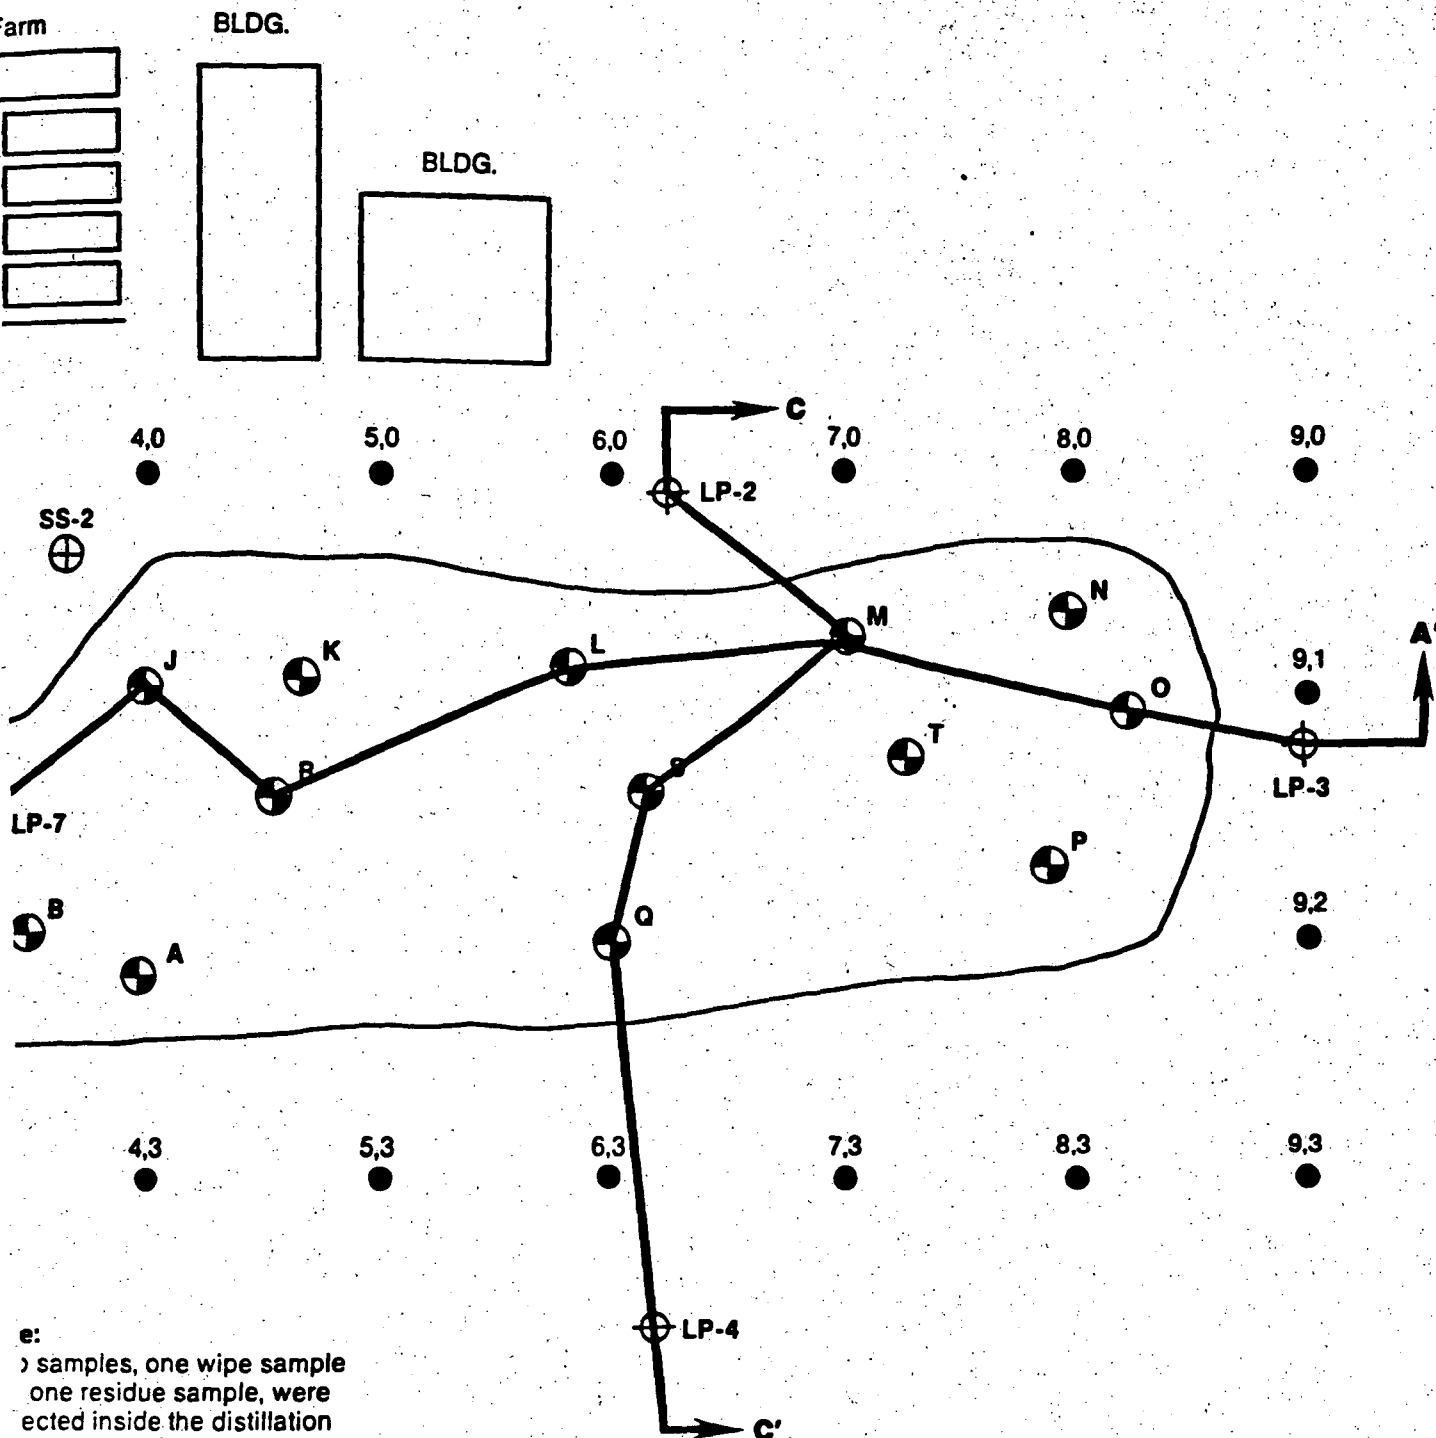 Farm
BLDG.
BLDG.
C
4,0
5,0
6,0
7,0
8,0
9,0
LP-2
SS-2
N
M
A'
J
K
L
9,1
O
T
R
S
LP-3
LP-7
P
B
Q
9,2
A
4,3
5,3
6,3
7,3
8,3
9,3
LP-4
e:
samples, one wipe sample
one residue sample, were
ected inside the distillation
C'